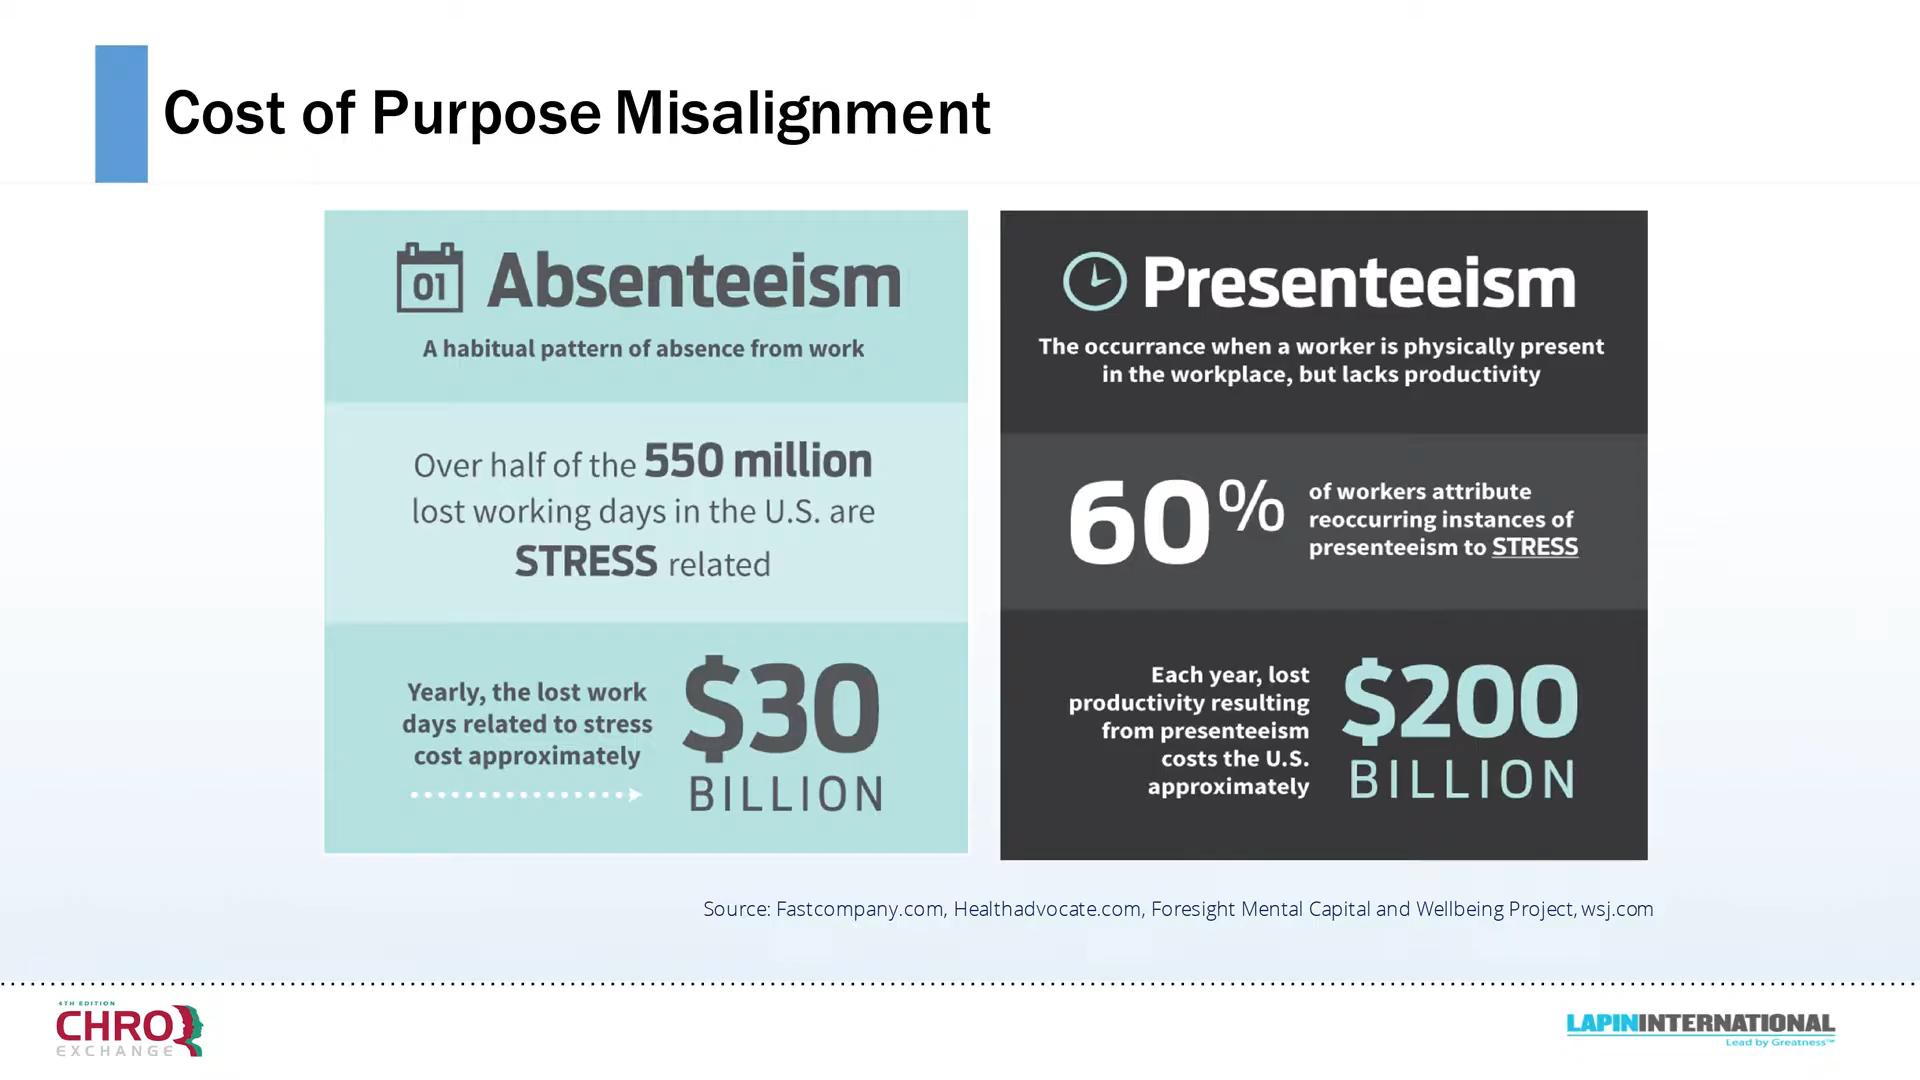 Cost of Purpose Misalignment
01
Absenteeism
A habitual pattern of absence from work
Over half of the 550 million
lost working days in the U.S. are
STRESS related
Yearly, the lost work
days related to stress
cost approximately
$30
BILLION
Presenteeism
The occurrance when a worker is physically present
in the workplace, but lacks productivity
60%
of workers attribute
reoccurring instances of
presenteeism to STRESS
Each year, lost
productivity resulting
from presenteeism
costs the U.S.
approximately
$200
BILLION
Source: Fastcompany.com, Healthadvocate.com, Foresight Mental Capital and Wellbeing Project, wsj.com
4TH EDITION
CHRO
EXCHANGE
LAPININTERNATIONAL
Lead by Greatness™